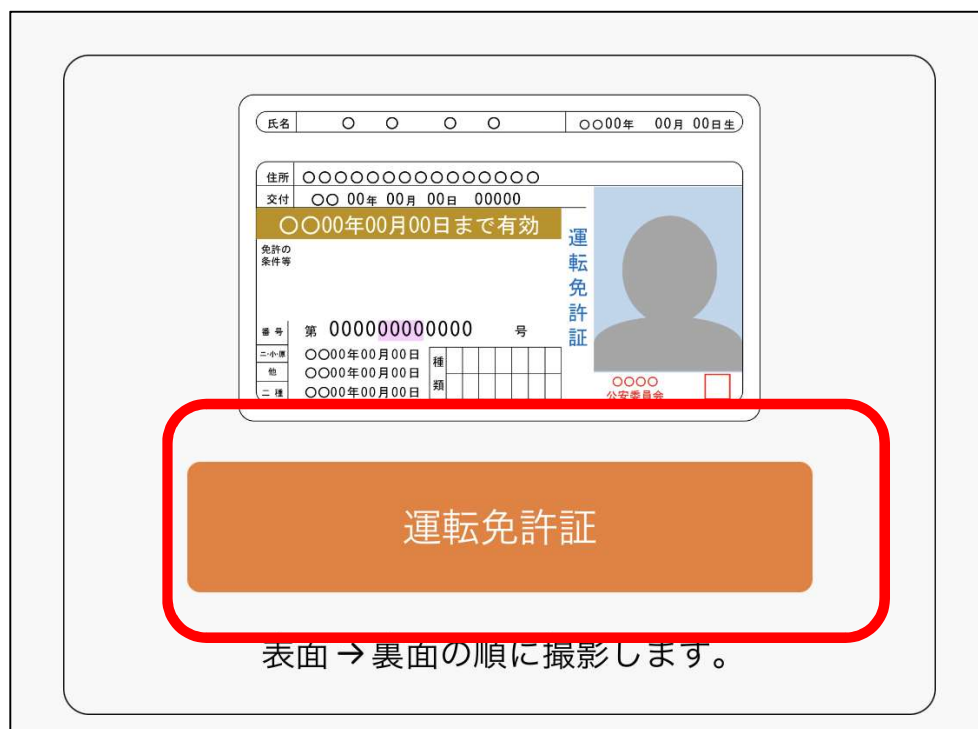 氏名 ○ ○ ○ ○ ○○00年 00月 00日生
住所 ○○○○○○○○○○○○○○○
交付 ○○ 00年 00月 00日 00000
○○00年00月00日まで有効
免許の
条件等
運転免許証
番号 第 000000000000 号
二・小・原 ○○00年00月00日
他 ○○00年00月00日
二種 ○○00年00月00日
種類
○○○○
公安委員会
運転免許証
表面→裏面の順に撮影します。